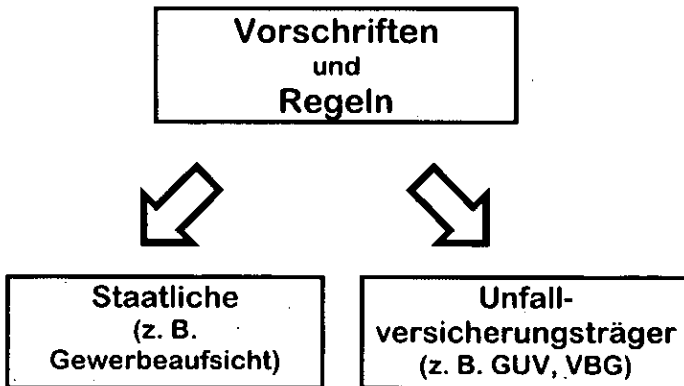 Vorschriften
und
Regeln
Staatliche
(z. B.
Gewerbeaufsicht)
Unfall-
versicherungsträger
(z. B. GUV, VBG)